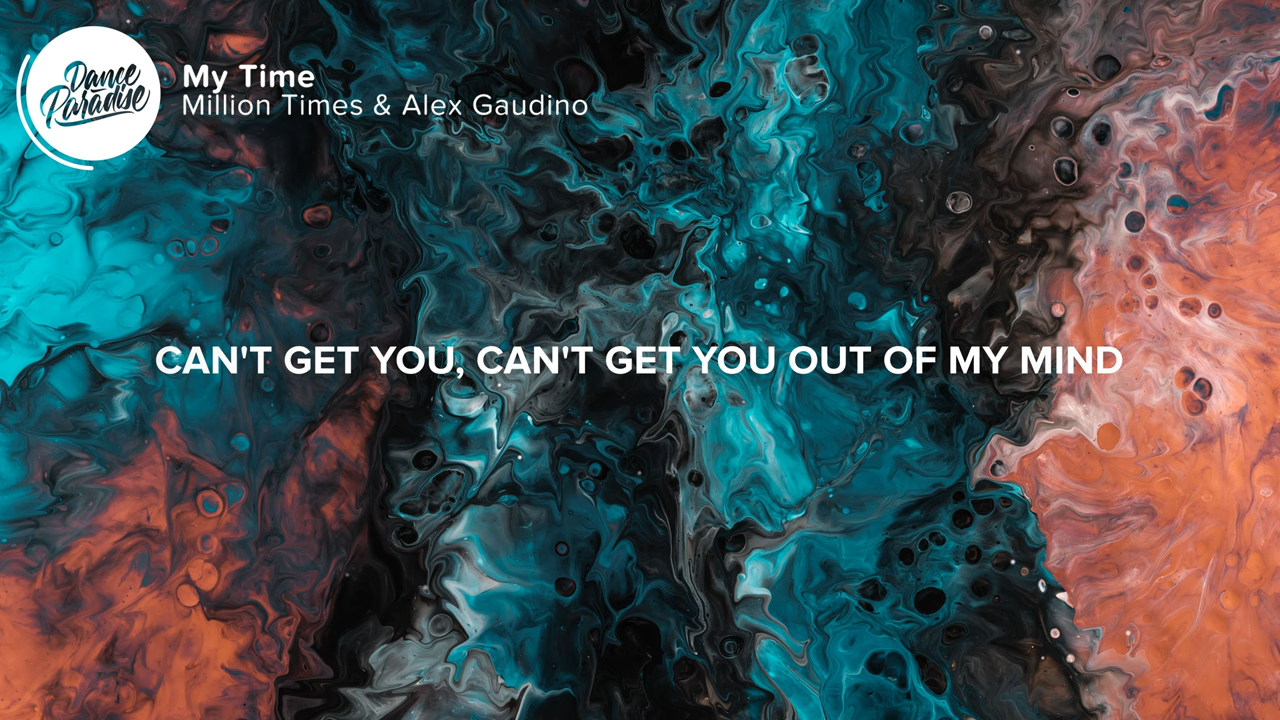 Dance
Paradise
My Time
Million Times & Alex Gaudino
CAN'T GET YOU, CAN'T GET YOU OUT OF MY MIND